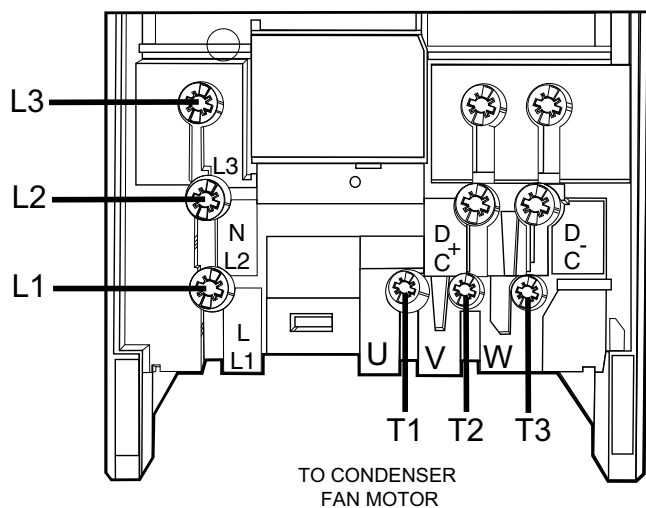 L3
L3
L2
N
L2
D
C
+
D
C
-
L1
L
L1
U
V
W
T1
T2
T3
TO CONDENSER
FAN MOTOR